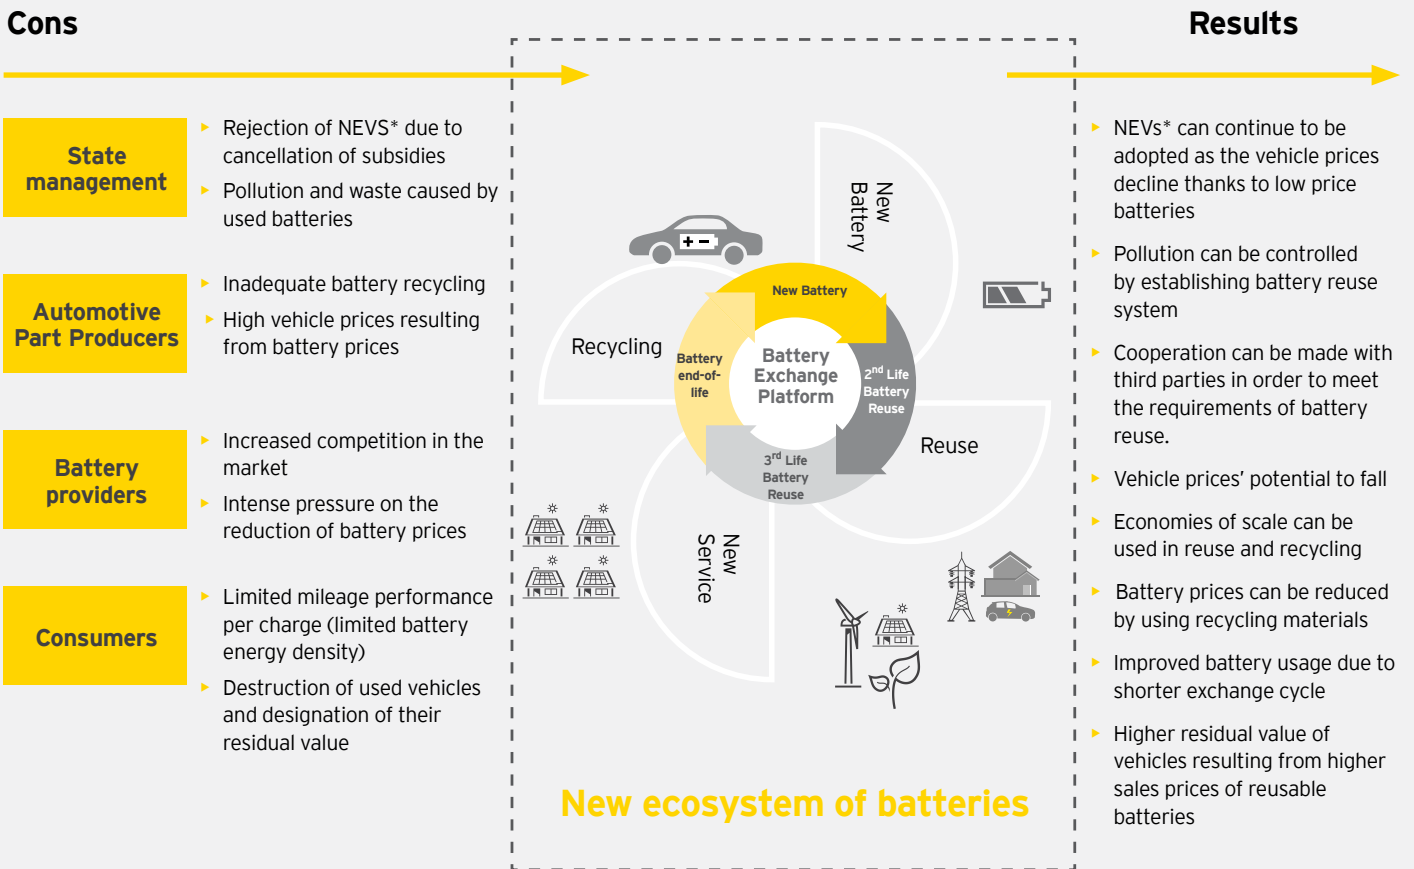 Cons
State
management
Rejection of NEVS* due to
cancellation of subsidies
Pollution and waste caused by
used batteries
Automotive
Part Producers
Inadequate battery recycling
High vehicle prices resulting
from battery prices
Battery
providers
Increased competition in the
market
Intense pressure on the
reduction of battery prices
Consumers
Limited mileage performance
per charge (limited battery
energy density)
Destruction of used vehicles
and designation of their
residual value
New
Battery
Recycling
Reuse
New
Service
New Battery
2nd Life
Battery
Reuse
3rd Life
Battery
Reuse
Battery
end-of-
life
Battery
Exchange
Platform
+ −
New ecosystem of batteries
Results
NEVs* can continue to be
adopted as the vehicle prices
decline thanks to low price
batteries
Pollution can be controlled
by establishing battery reuse
system
Cooperation can be made with
third parties in order to meet
the requirements of battery
reuse.
Vehicle prices’ potential to fall
Economies of scale can be
used in reuse and recycling
Battery prices can be reduced
by using recycling materials
Improved battery usage due to
shorter exchange cycle
Higher residual value of
vehicles resulting from higher
sales prices of reusable
batteries